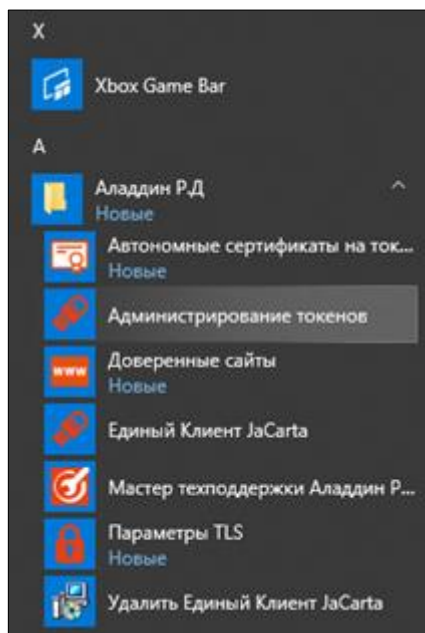 X
Xbox Game Bar
А
Аладдин Р.Д
Новые
Автономные сертификаты на ток...
Новые
Администрирование токенов
www
Доверенные сайты
Новые
Единый Клиент JaCarta
Мастер техподдержки Аладдин Р...
Параметры TLS
Новые
Удалить Единый Клиент JaCarta